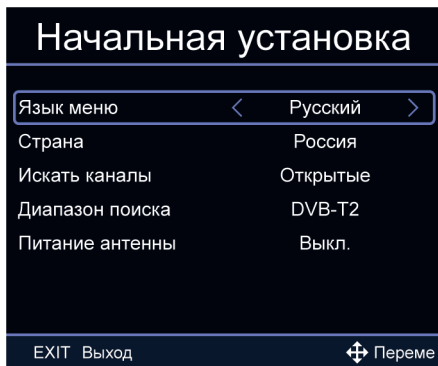 Начальная установка
Язык меню < Русский >
Страна Россия
Искать каналы Открытые
Диапазон поиска DVB-T2
Питание антенны Выкл.
EXIT Выход Переме